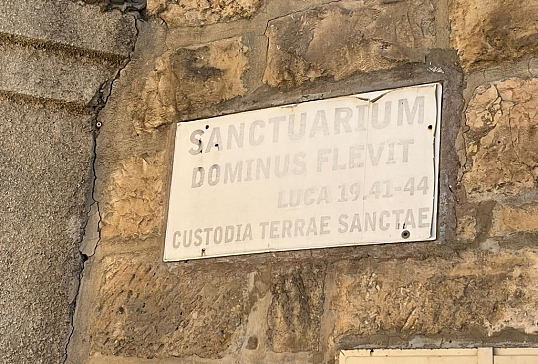 SANCTUARIUM
DOMINUS FLEVIT
LUCA 19,41-44
CUSTODIA TERRAE SANCTAE